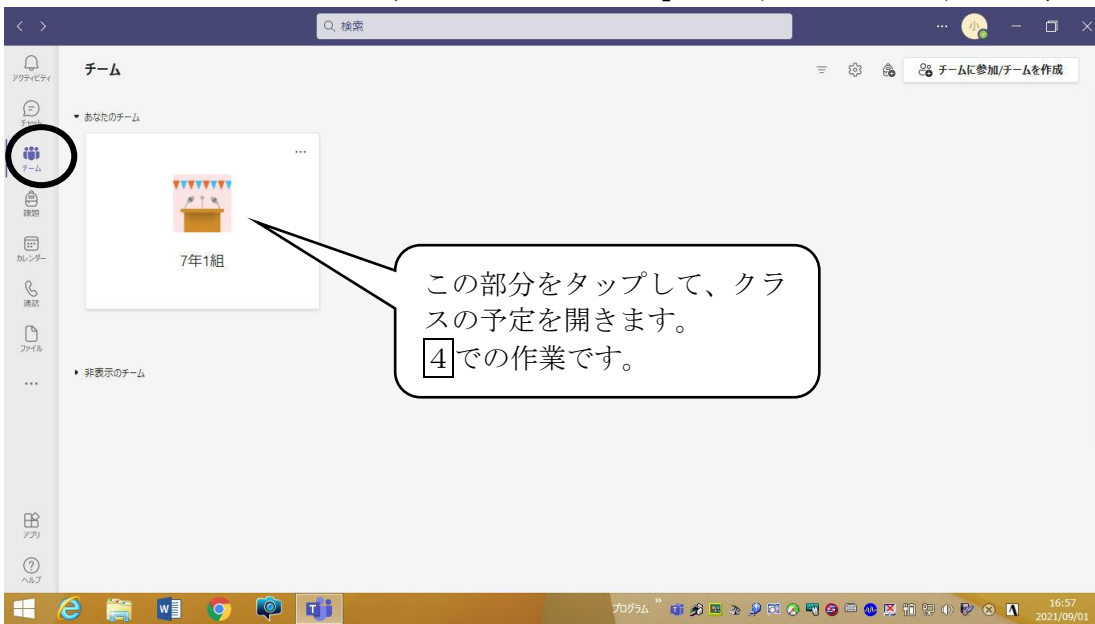 検索
小
アクティビティ
チーム
チームに参加/チームを作成
チャット
あなたのチーム
チーム
課題
7年1組
カレンダー
通話
この部分をタップして、クラ
スの予定を開きます。
4での作業です。
ファイル
非表示のチーム
アプリ
ヘルプ
プログラム
16:57
2021/09/01